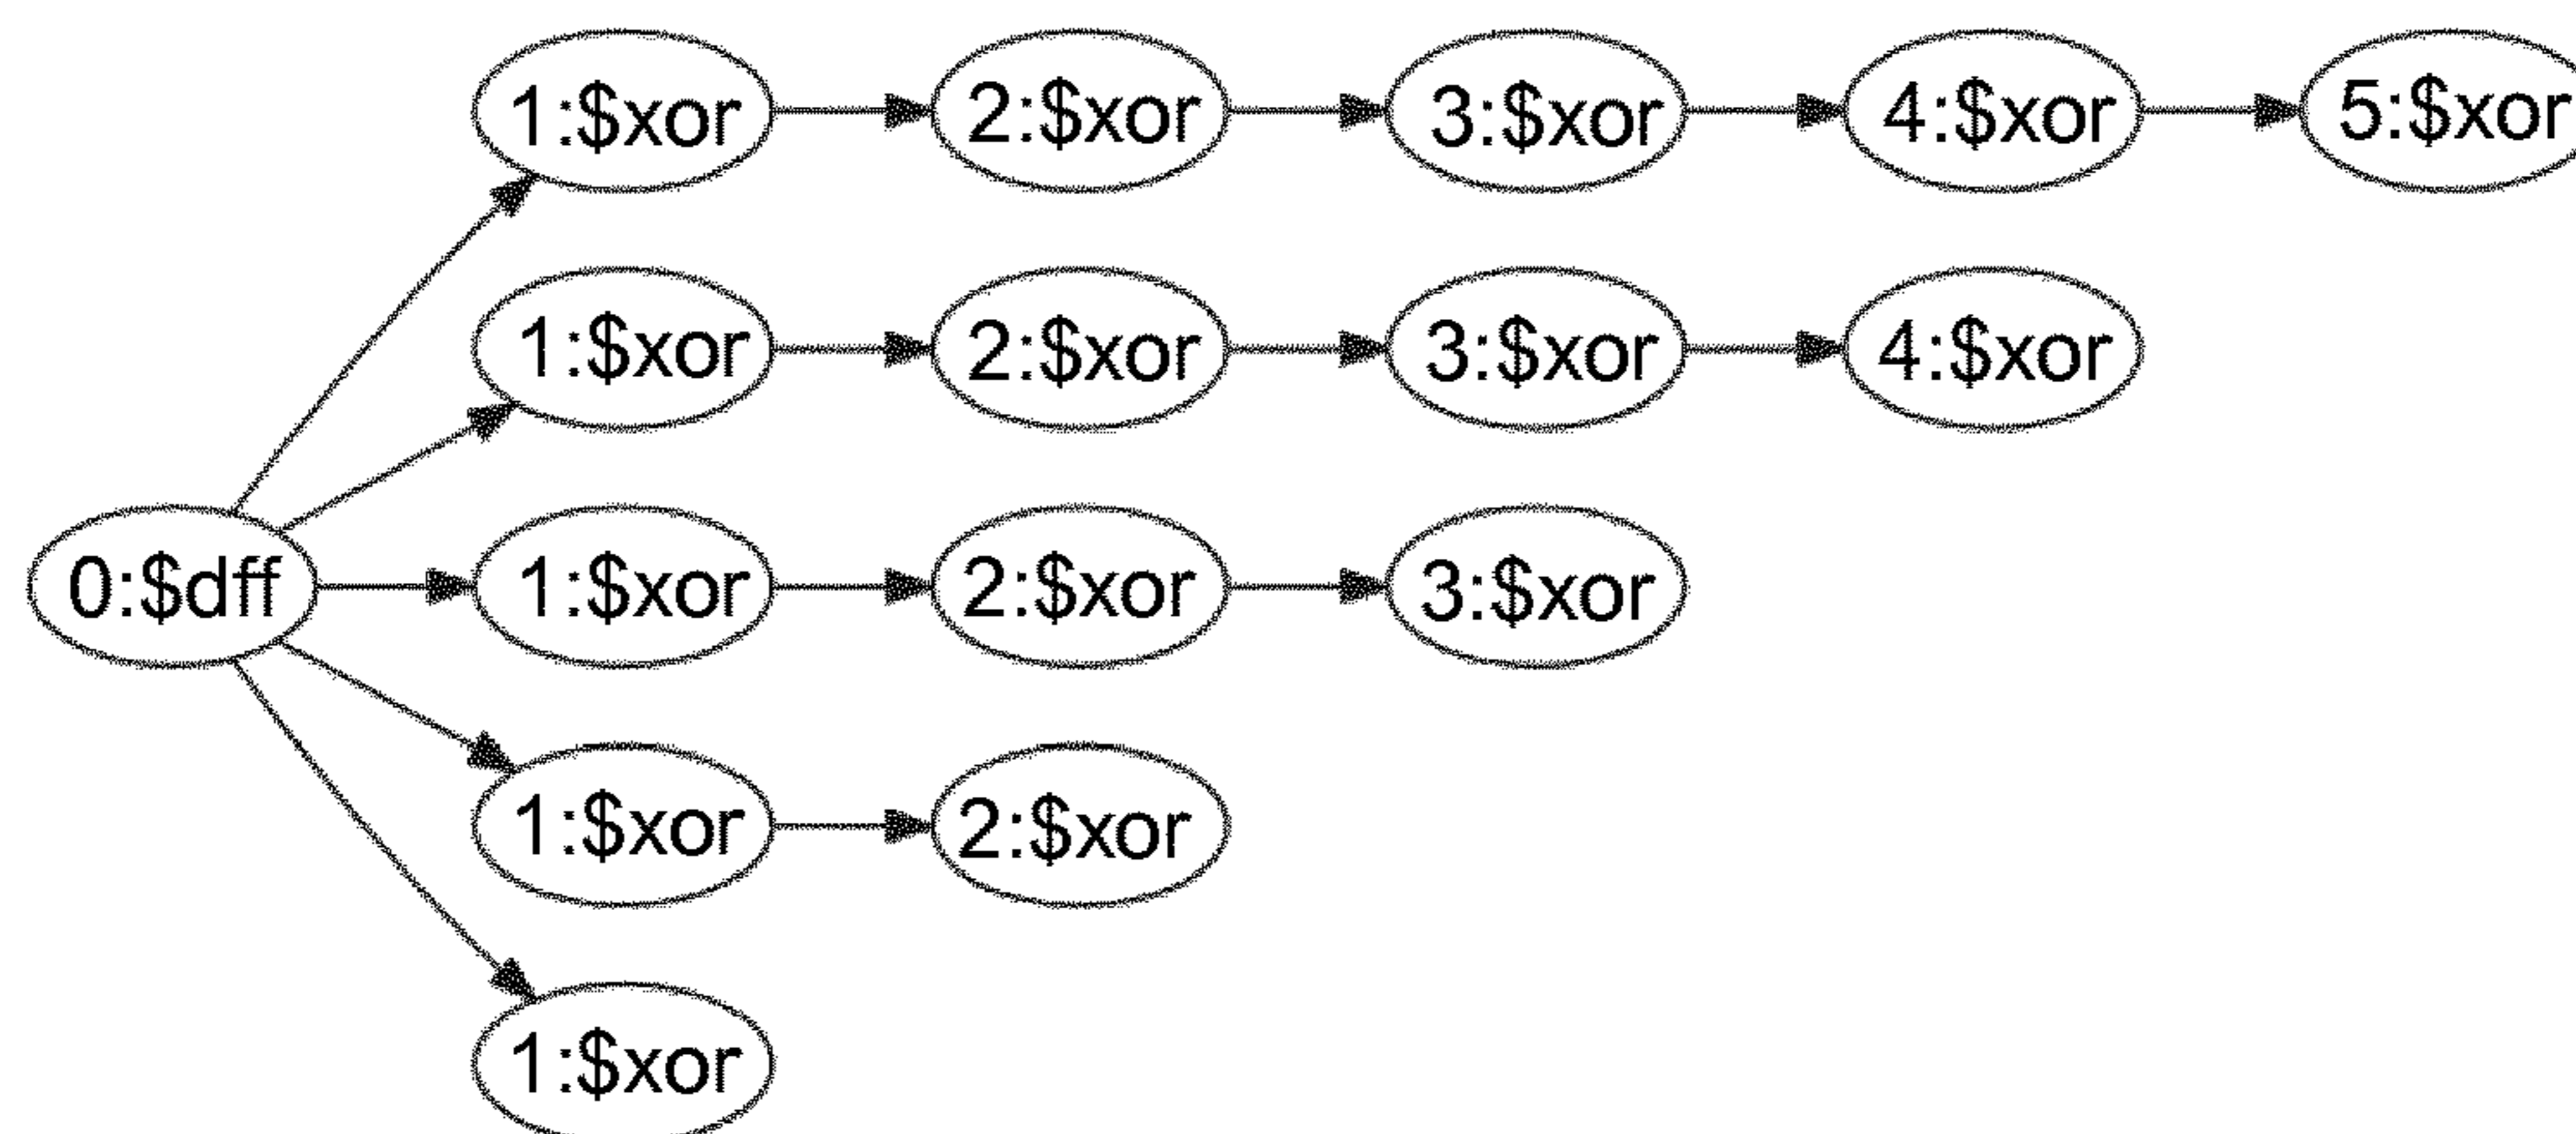 1:$xor 2:$xor 3:$xor 4:$xor 5:$xor
1:$xor 2:$xor 3:$xor 4:$xor
0:$dff 1:$xor 2:$xor 3:$xor
1:$xor 2:$xor
1:$xor